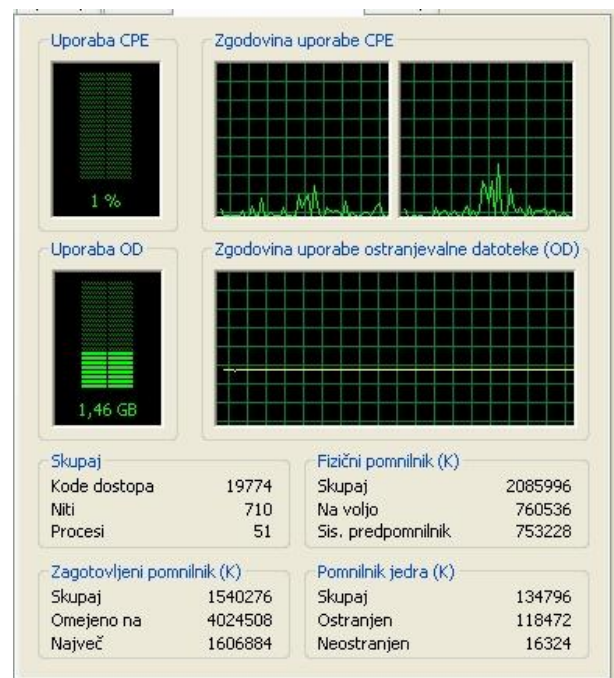 Uporaba CPE
Zgodovina uporabe CPE
1 %
Uporaba OD
Zgodovina uporabe ostranjevalne datoteke (OD)
1,46 GB
Skupaj
Kode dostopa 19774
Niti 710
Procesi 51
Fizični pomnilnik (K)
Skupaj 2085996
Na voljo 760536
Sis. predpomnilnik 753228
Zagotovljeni pomnilnik (K)
Skupaj 1540276
Omejeno na 4024508
Največ 1606884
Pomnilnik jedra (K)
Skupaj 134796
Ostranjen 118472
Neostranjen 16324